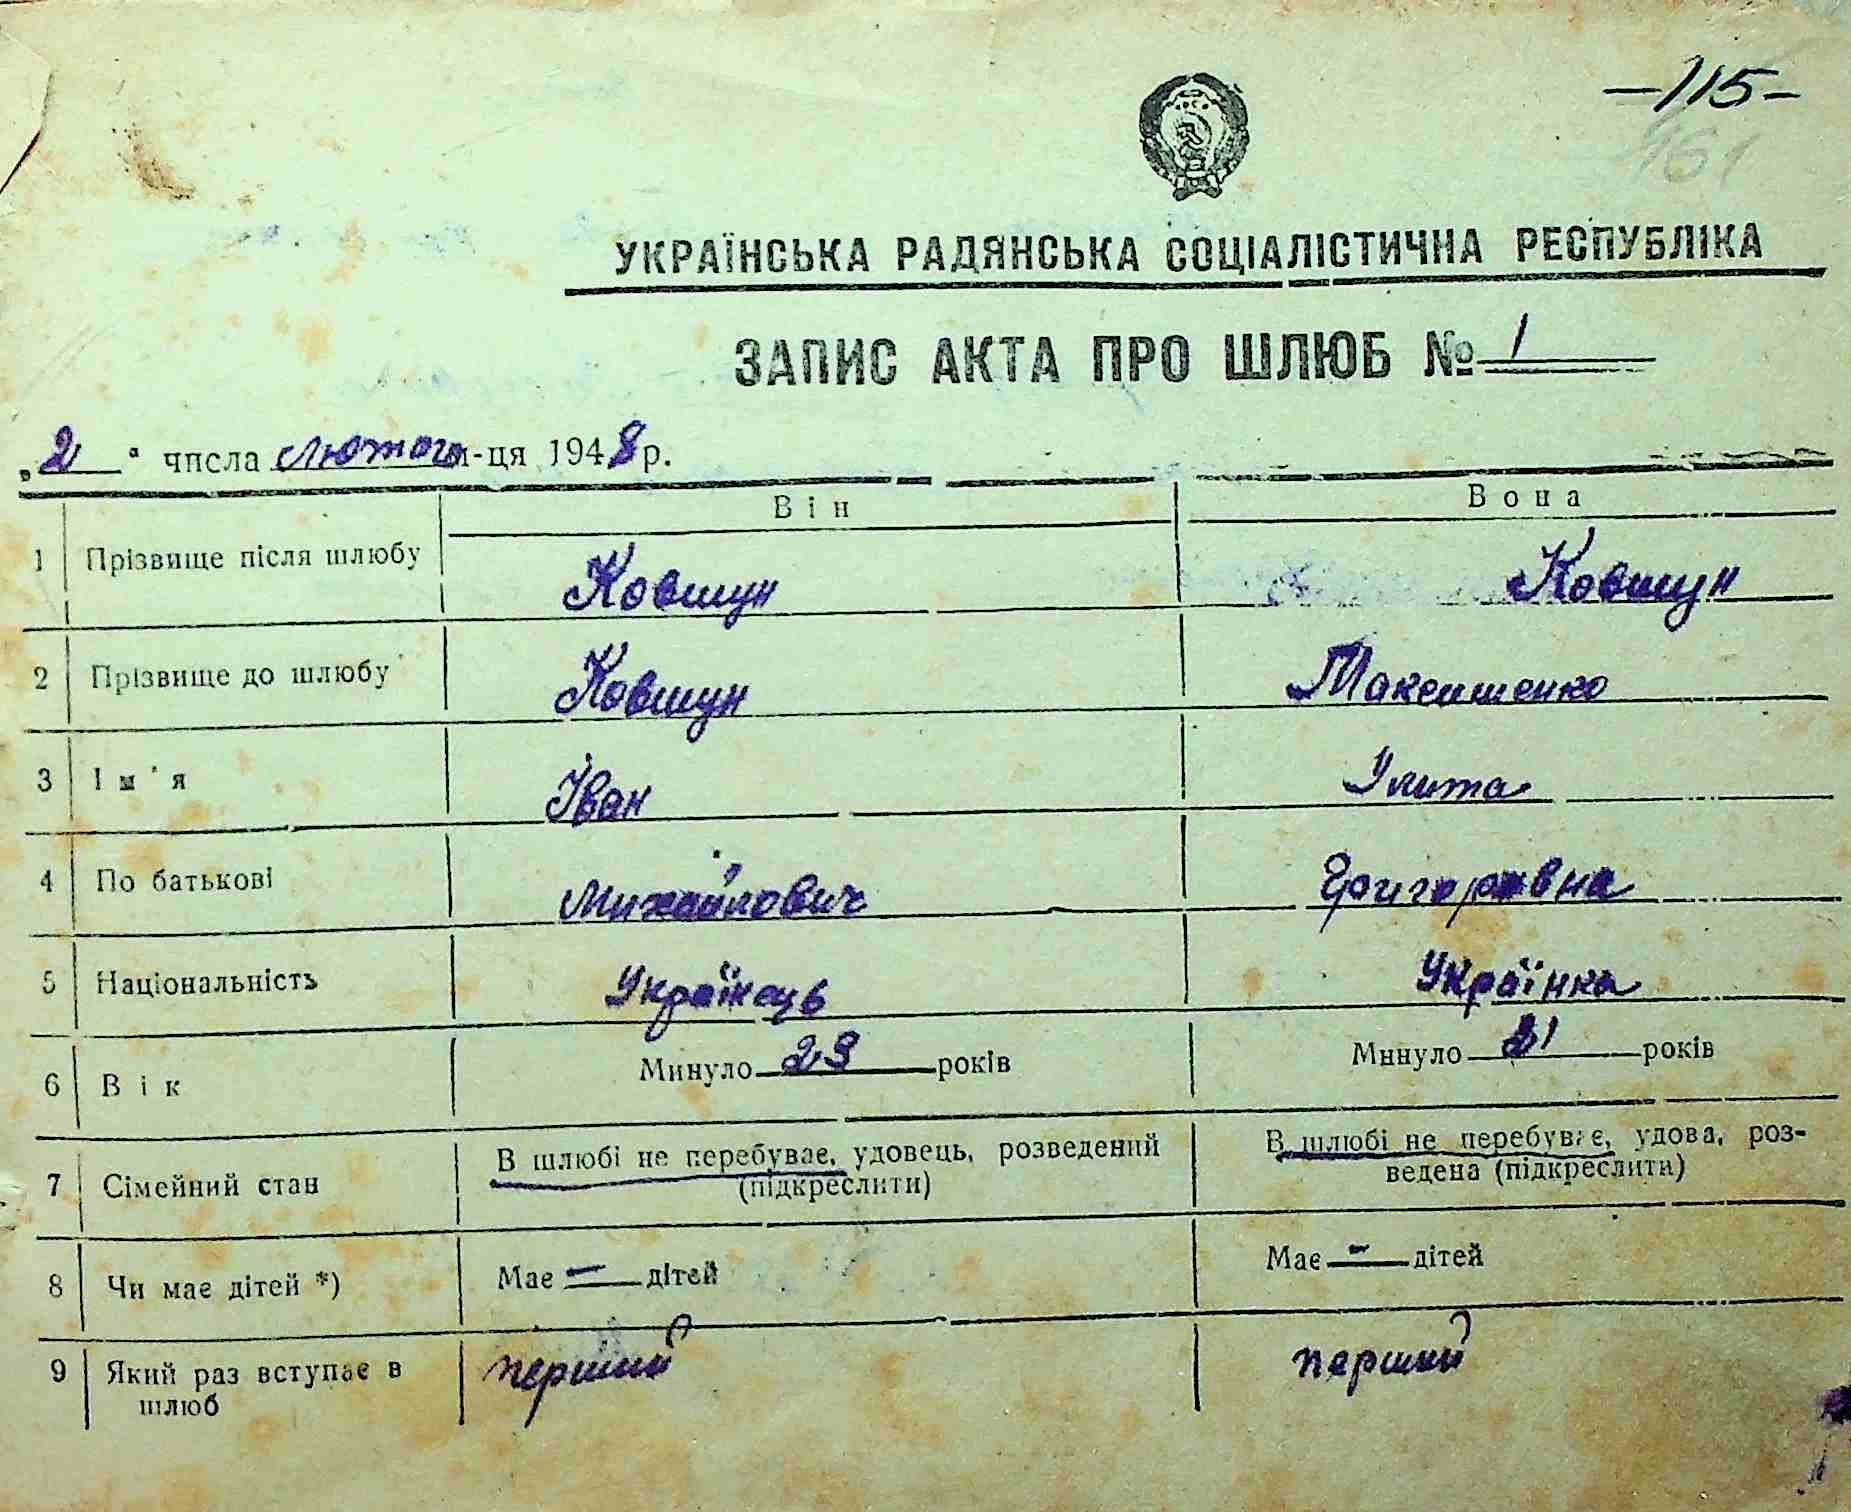 -115-
161
УКРАЇНСЬКА РАДЯНСЬКА СОЦІАЛІСТИЧНА РЕСПУБЛІКА
ЗАПИС АКТА ПРО ШЛЮБ № 1
„2“ числа лютого м-ця 1948 р.
Він Вона
1 Прізвище після шлюбу Ковшун Ковшун
2 Прізвище до шлюбу Ковшун Максименко
3 Ім'я Іван Улита
4 По батькові Михайлович Григоровна
5 Національність Українець Українка
6 Вік Минуло 23 років Минуло 21 років
7 Сімейний стан В шлюбі не перебуває, удовець, розведений (підкреслити) В шлюбі не перебуває, удова, роз-
ведена (підкреслити)
8 Чи має дітей *) Має – дітей Має – дітей
9 Який раз вступає в перший перший
шлюб